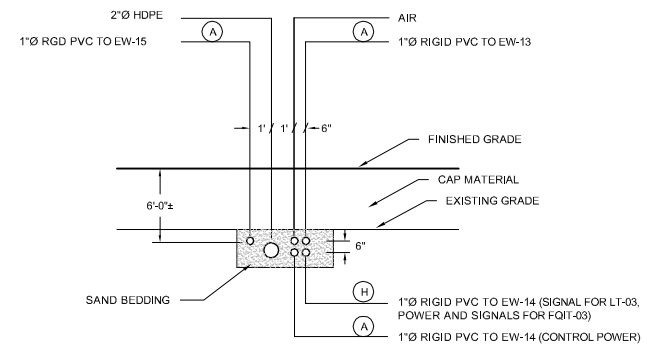 2"Ø HDPE
AIR
A
A
1"Ø RGD PVC TO EW-15
1"Ø RIGID PVC TO EW-13
1'
1'
6"
FINISHED GRADE
CAP MATERIAL
6'-0"±
EXISTING GRADE
6"
SAND BEDDING
H
1"Ø RIGID PVC TO EW-14 (SIGNAL FOR LT-03,
POWER AND SIGNALS FOR FQIT-03)
A
1"Ø RIGID PVC TO EW-14 (CONTROL POWER)